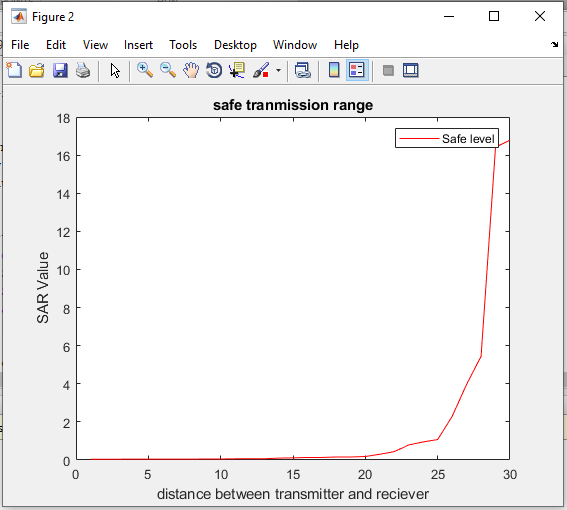 Figure 2
File Edit View Insert Tools Desktop Window Help
safe tranmission range
Safe level
SAR Value
18
16
14
12
10
8
6
4
2
0
0 5 10 15 20 25 30
distance between transmitter and reciever